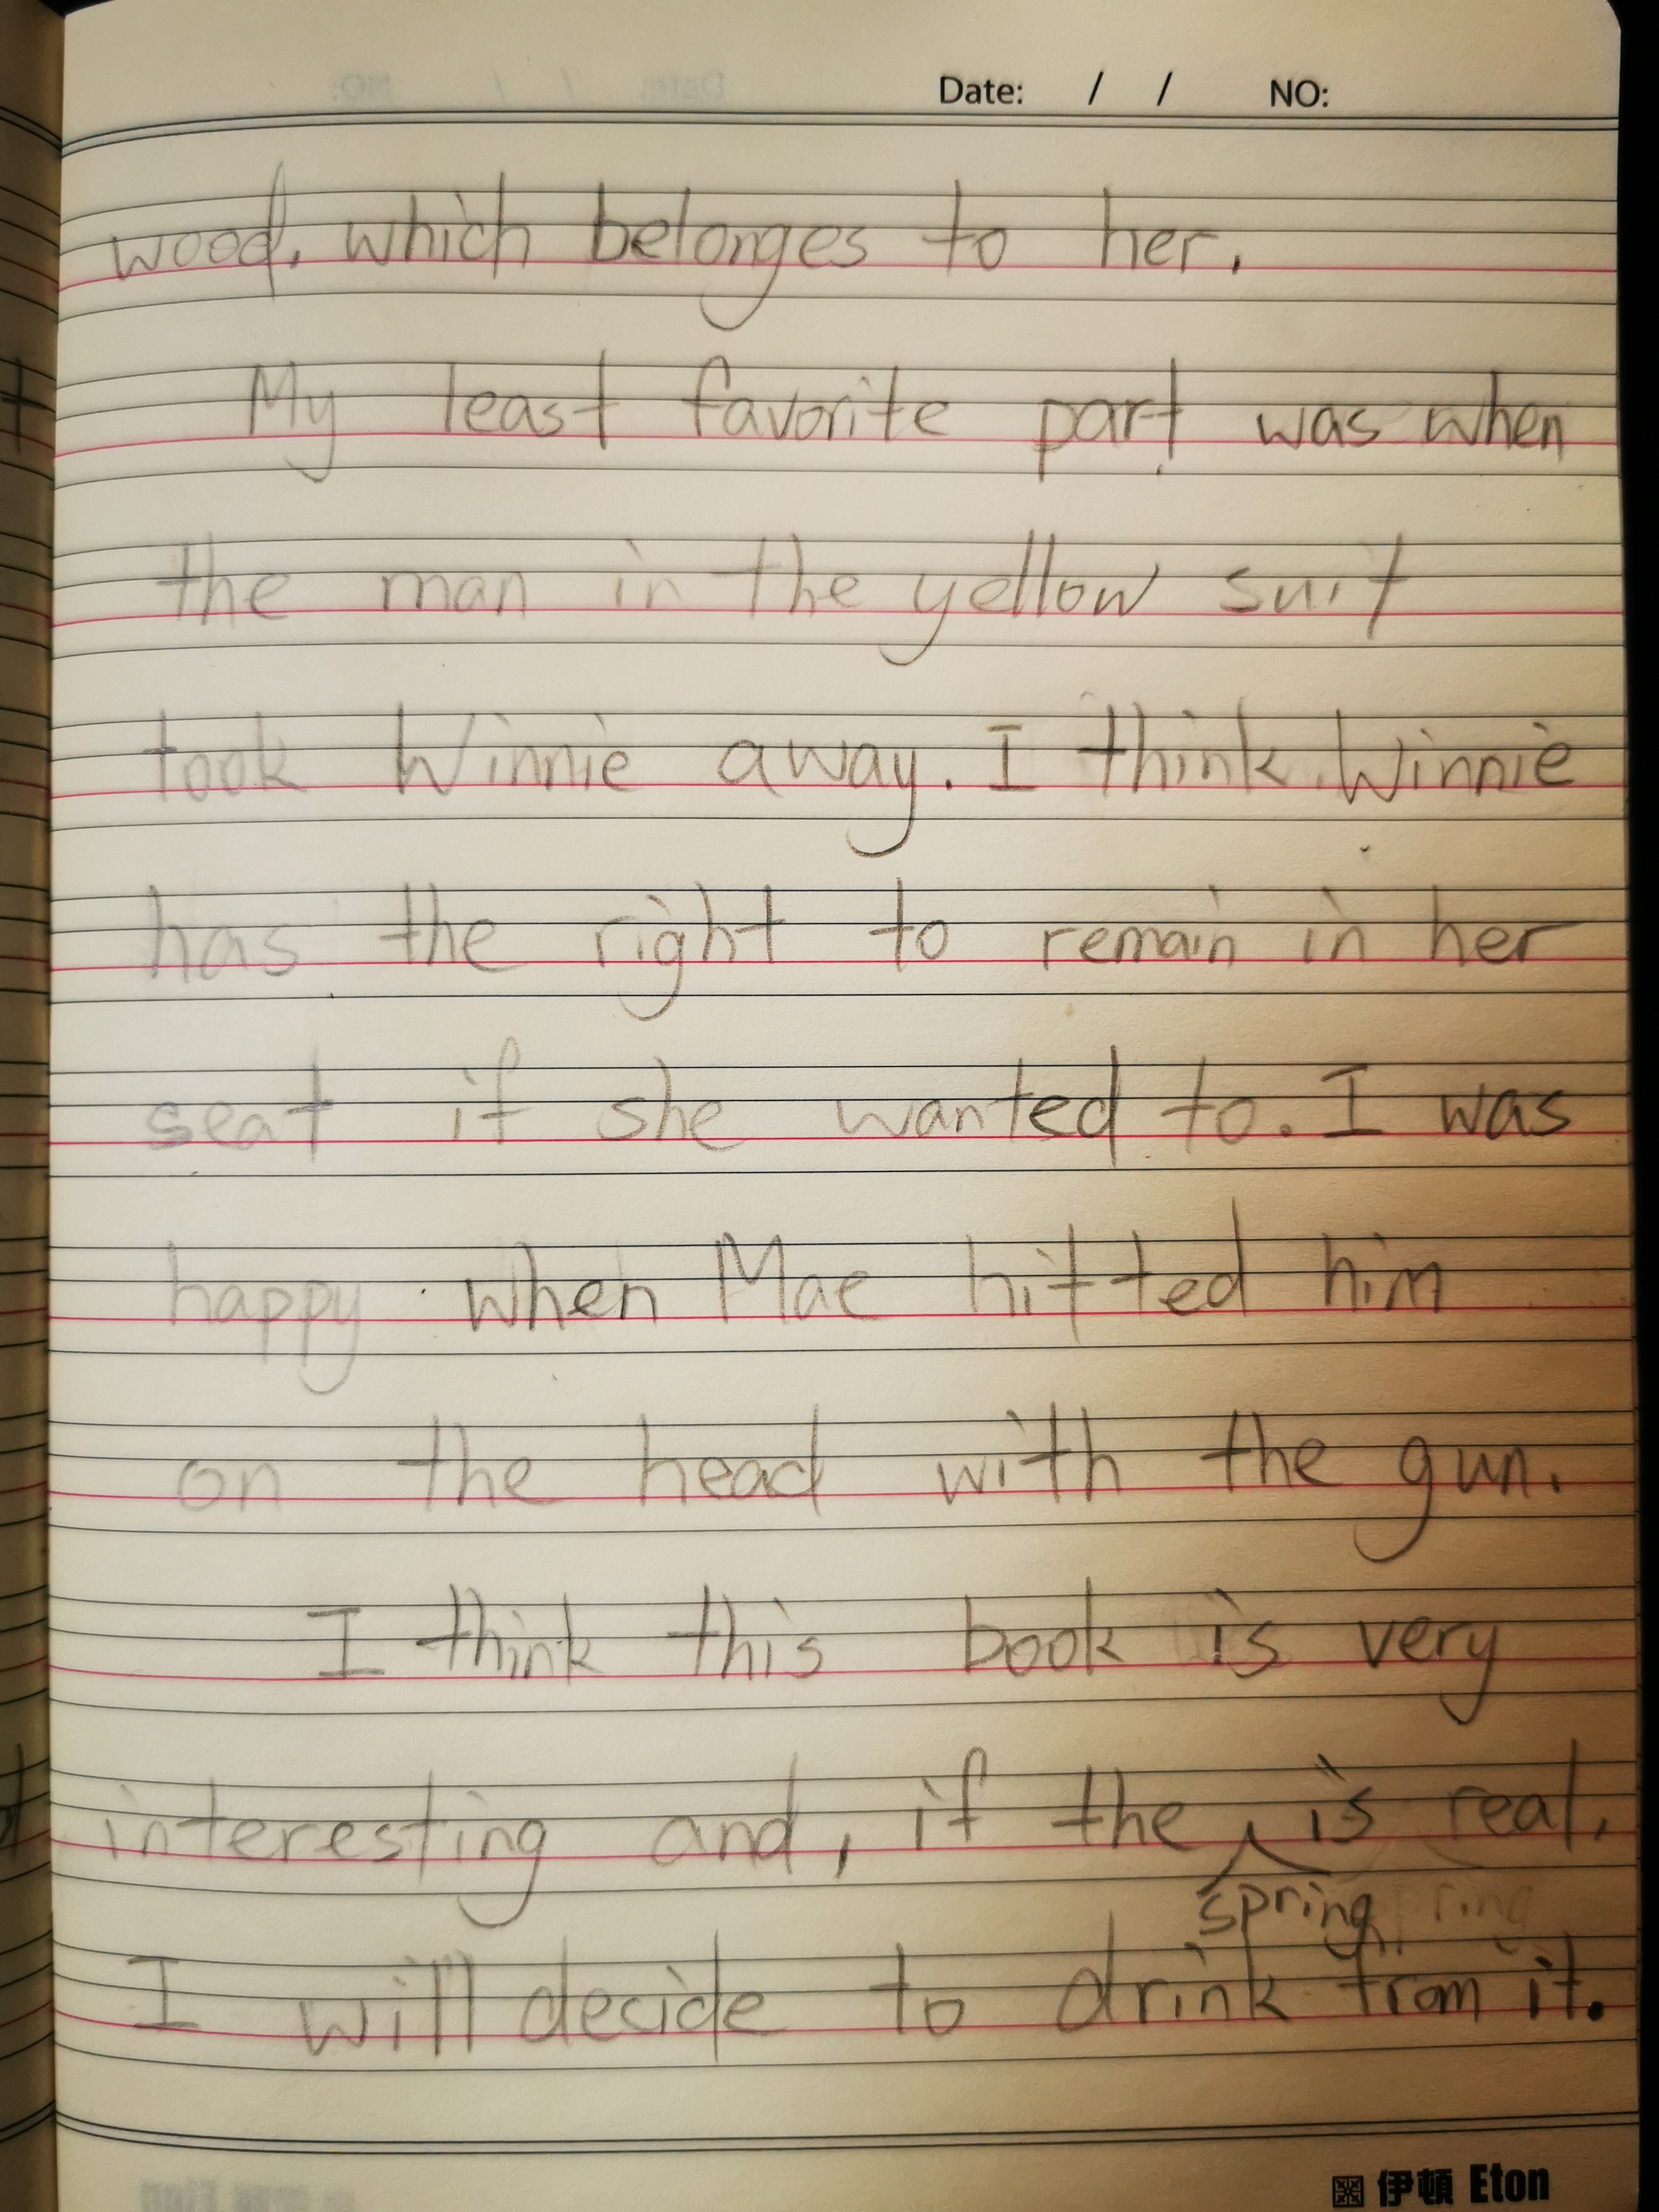 Date: / / NO:
wood, which belonges to her.
My least favorite part was when
the man in the yellow suit
took Winnie away. I think Winnie
has the right to remain in her
seat if she wanted to. I was
happy when Mae hitted him
on the head with the gun.
I think this book is very
interesting and, if the is real,
spring
I will decide to drink from it.
伊頓 Eton